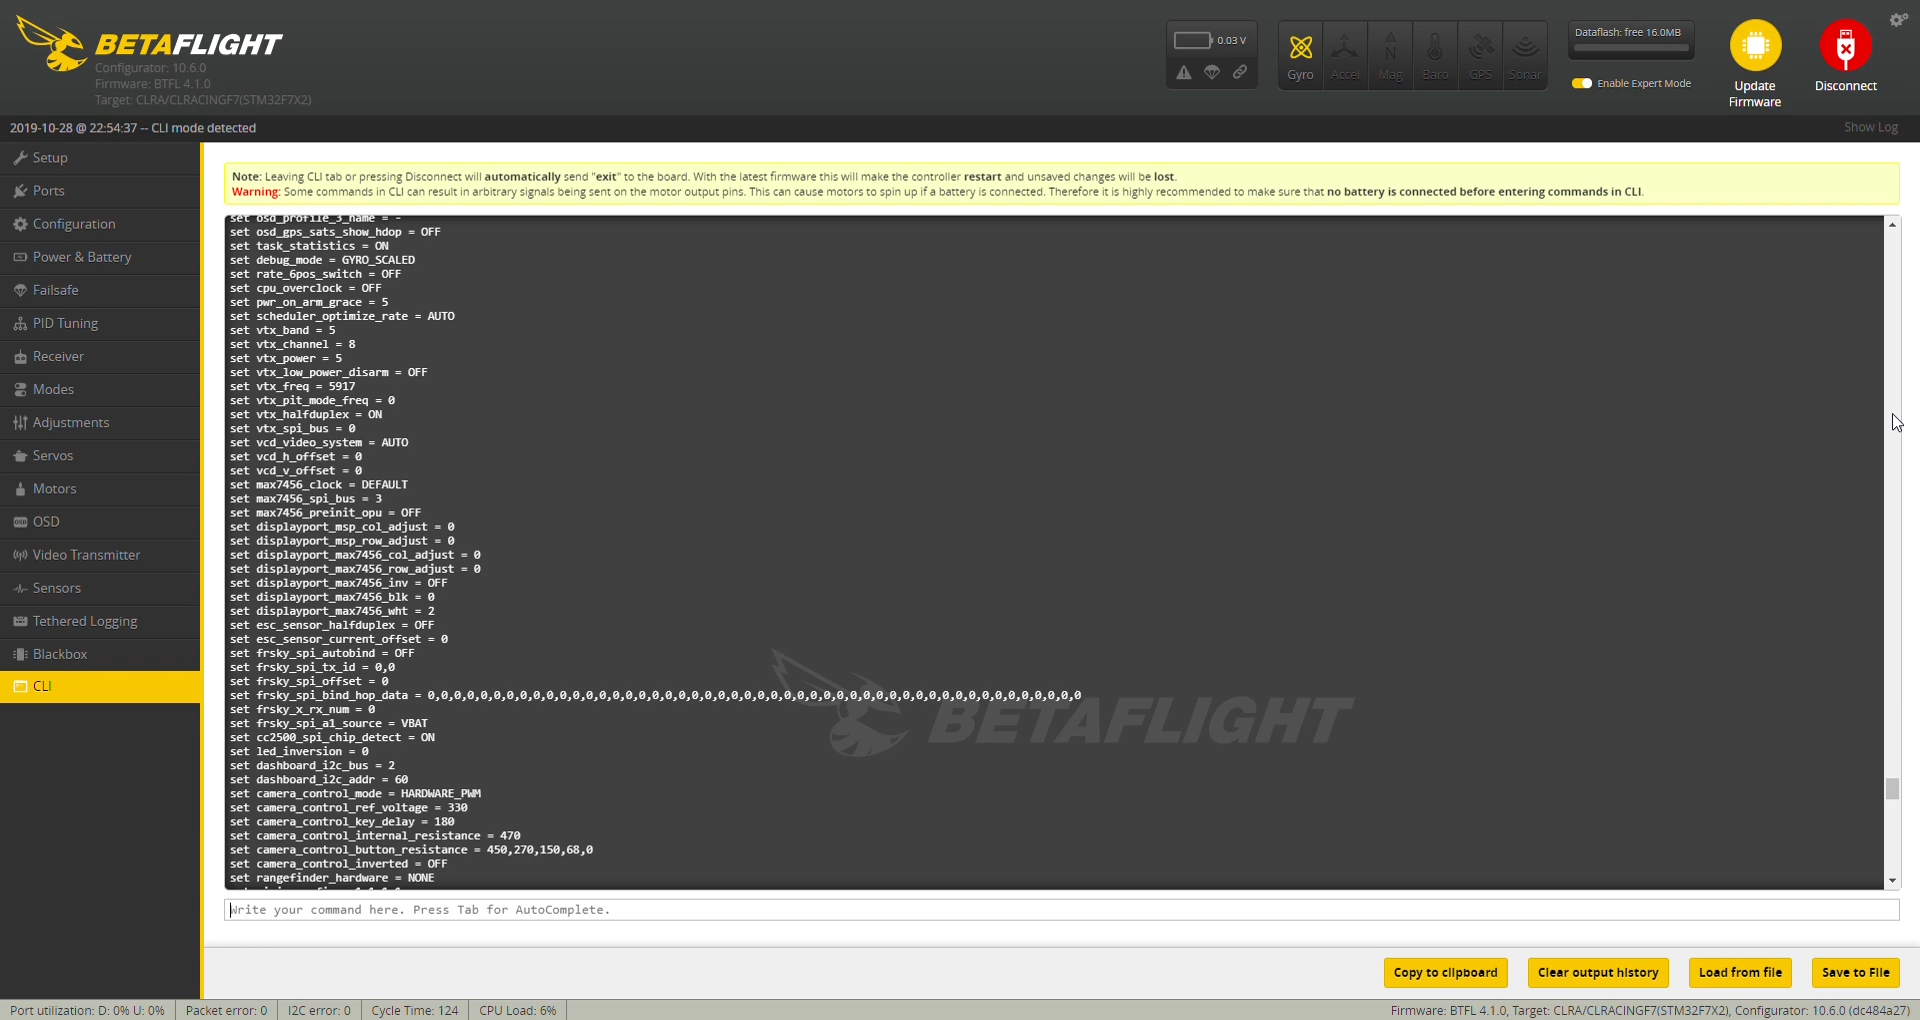 BETAFLIGHT
Configurator: 10.6.0
Firmware: BTFL 4.1.0
Target: CLRA/CLRACINGF7(STM32F7X2)
0.03 V
Gyro
Accel
Mag
Baro
GPS
Sonar
Dataflash: free 16.0MB
Enable Expert Mode
Update
Firmware
Disconnect
2019-10-28 @ 22:54:37 -- CLI mode detected
Show Log
Setup
Ports
Configuration
Power & Battery
Failsafe
PID Tuning
Receiver
Modes
Adjustments
Servos
Motors
OSD
Video Transmitter
Sensors
Tethered Logging
Blackbox
CLI
Note: Leaving CLI tab or pressing Disconnect will automatically send "exit" to the board. With the latest firmware this will make the controller restart and unsaved changes will be lost.
Warning: Some commands in CLI can result in arbitrary signals being sent on the motor output pins. This can cause motors to spin up if a battery is connected. Therefore it is highly recommended to make sure that no battery is connected before entering commands in CLI.
set osd_profile_3_name = -
set osd_gps_sats_show_hdop = OFF
set task_statistics = ON
set debug_mode = GYRO_SCALED
set rate_6pos_switch = OFF
set cpu_overclock = OFF
set pwr_on_arm_grace = 5
set scheduler_optimize_rate = AUTO
set vtx_band = 5
set vtx_channel = 8
set vtx_power = 5
set vtx_low_power_disarm = OFF
set vtx_freq = 5917
set vtx_pit_mode_freq = 0
set vtx_halfduplex = ON
set vtx_spi_bus = 0
set vcd_video_system = AUTO
set vcd_h_offset = 0
set vcd_v_offset = 0
set max7456_clock = DEFAULT
set max7456_spi_bus = 3
set max7456_preinit_opu = OFF
set displayport_msp_col_adjust = 0
set displayport_msp_row_adjust = 0
set displayport_max7456_col_adjust = 0
set displayport_max7456_row_adjust = 0
set displayport_max7456_inv = OFF
set displayport_max7456_blk = 0
set displayport_max7456_wht = 2
set esc_sensor_halfduplex = OFF
set esc_sensor_current_offset = 0
set frsky_spi_autobind = OFF
set frsky_spi_tx_id = 0,0
set frsky_spi_offset = 0
set frsky_spi_bind_hop_data = 0,0,0,0,0,0,0,0,0,0,0,0,0,0,0,0,0,0,0,0,0,0,0,0,0,0,0,0,0,0,0,0,0,0,0,0,0,0,0,0,0,0,0,0,0,0,0,0,0,0
set frsky_x_rx_num = 0
set frsky_spi_a1_source = VBAT
set cc2500_spi_chip_detect = ON
set led_inversion = 0
set dashboard_i2c_bus = 2
set dashboard_i2c_addr = 60
set camera_control_mode = HARDWARE_PWM
set camera_control_ref_voltage = 330
set camera_control_key_delay = 180
set camera_control_internal_resistance = 470
set camera_control_button_resistance = 450,270,150,68,0
set camera_control_inverted = OFF
set rangefinder_hardware = NONE
BETAFLIGHT
Write your command here. Press Tab for AutoComplete.
Copy to clipboard
Clear output history
Load from file
Save to File
Port utilization: D: 0% U: 0%
Packet error: 0
I2C error: 0
Cycle Time: 124
CPU Load: 6%
Firmware: BTFL 4.1.0, Target: CLRA/CLRACINGF7(STM32F7X2), Configurator: 10.6.0 (dc484a27)